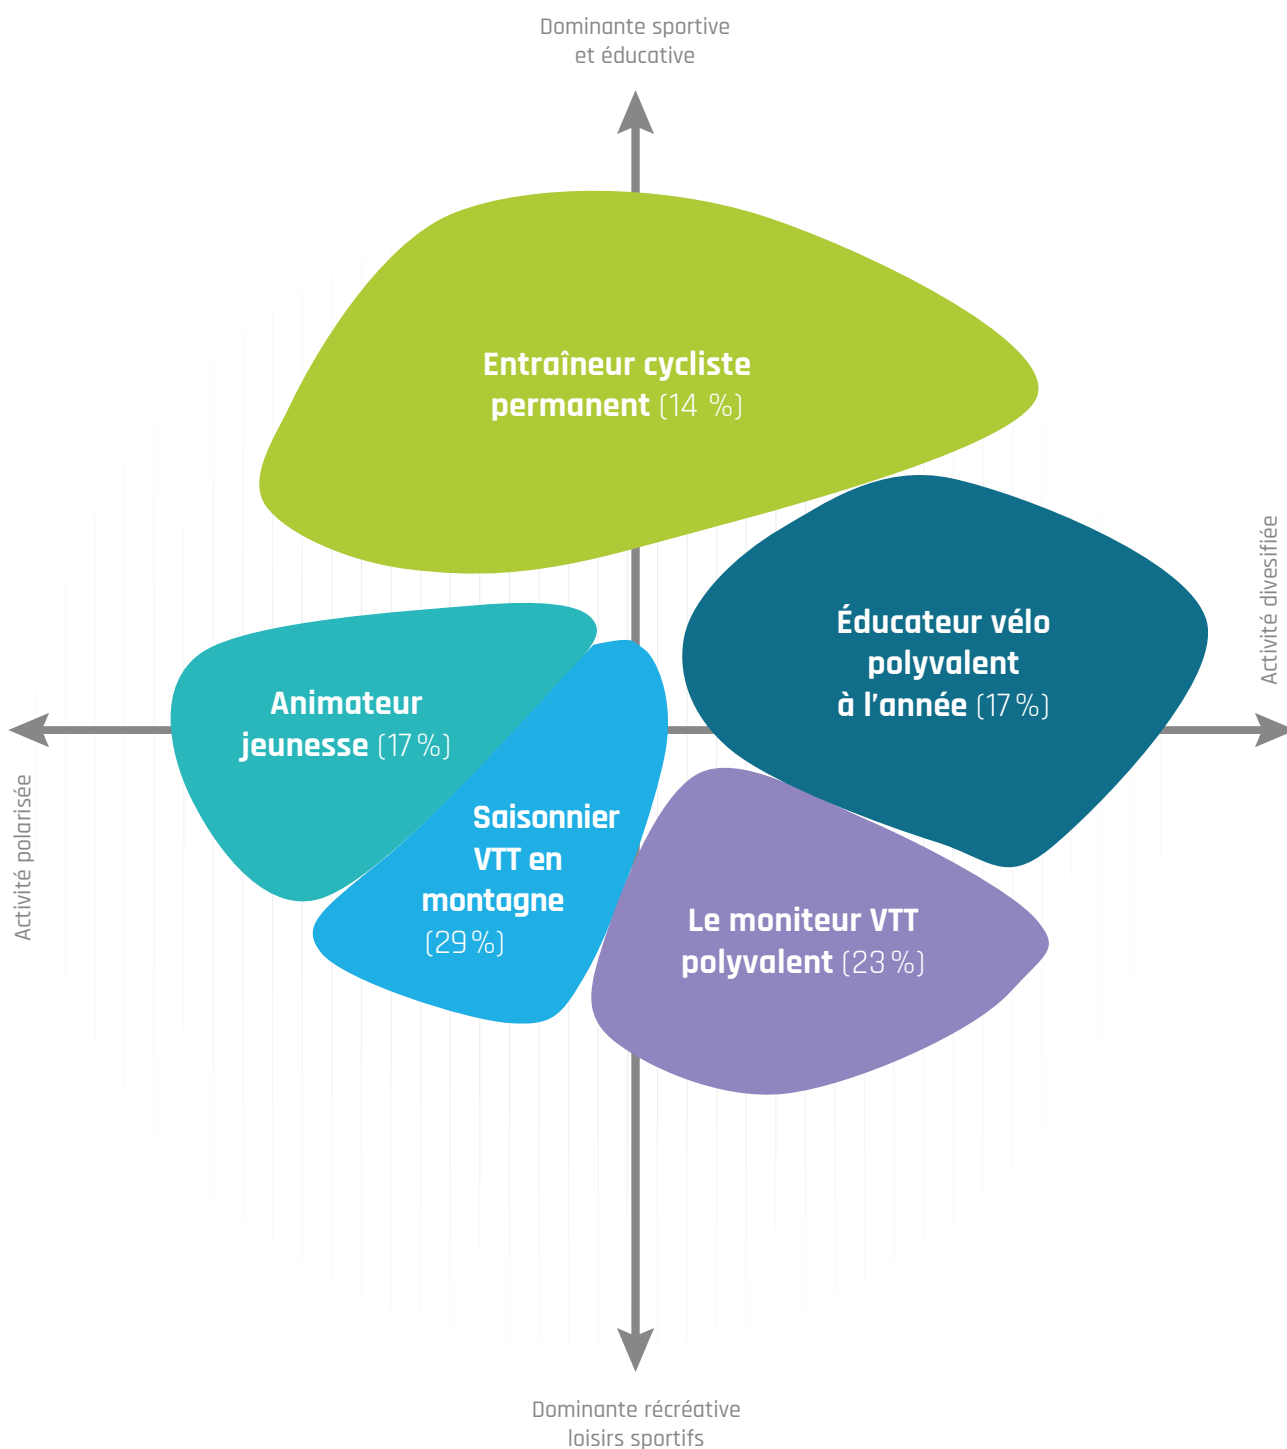 Dominante sportive
et éducative
Entraîneur cycliste
permanent (14 %)
Activité divesifiée
Éducateur vélo
polyvalent
à l’année (17 %)
Animateur
jeunesse (17 %)
Activité polarisée
Saisonnier
VTT en
montagne
(29 %)
Le moniteur VTT
polyvalent (23 %)
Dominante récréative
loisirs sportifs